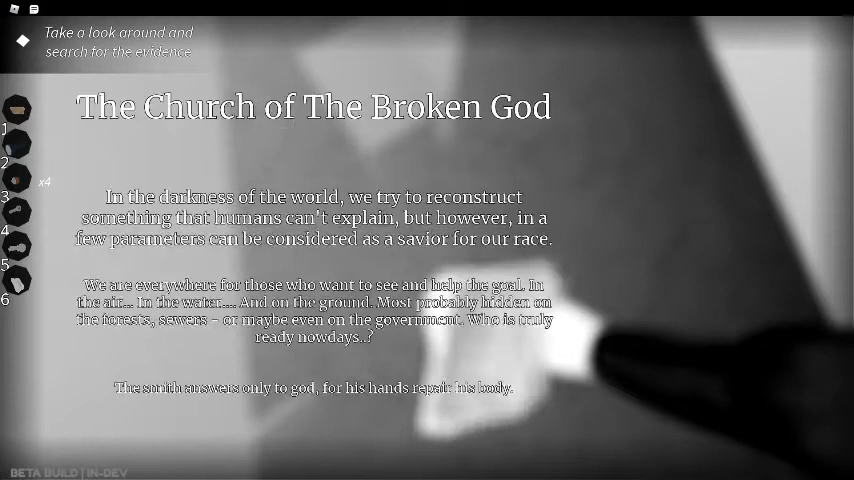 Take a look around and
search for the evidence
The Church of The Broken God
In the darkness of the world, we try to reconstruct
something that humans can't explain, but however, in a
few parameters can be considered as a savior for our race.
We are everywhere for those who want to see and help the goal. In
the air... In the water.... And on the ground. Most probably hidden on
the forests, sewers - or maybe even on the government. Who is truly
ready nowdays..?
The smith answers only to god, for his hands repair his body.
1
2
3
x4
4
5
6
BETA BUILD | IN-DEV